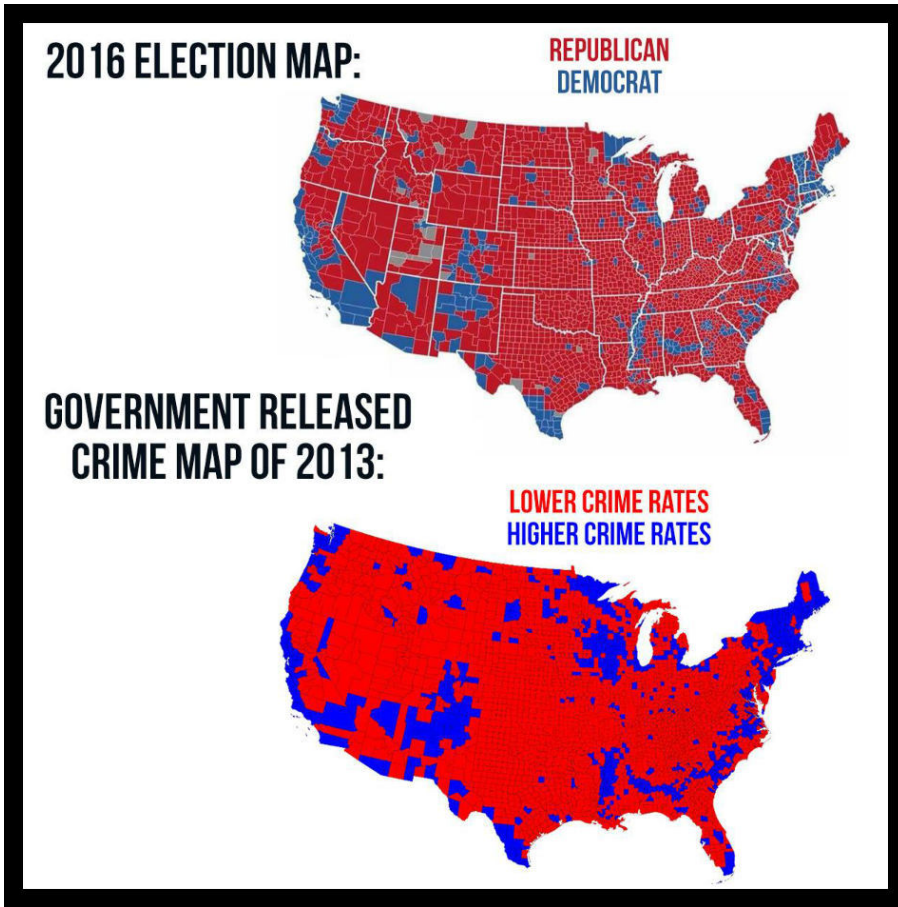 2016 ELECTION MAP:
REPUBLICAN
DEMOCRAT
GOVERNMENT RELEASED
CRIME MAP OF 2013:
LOWER CRIME RATES
HIGHER CRIME RATES